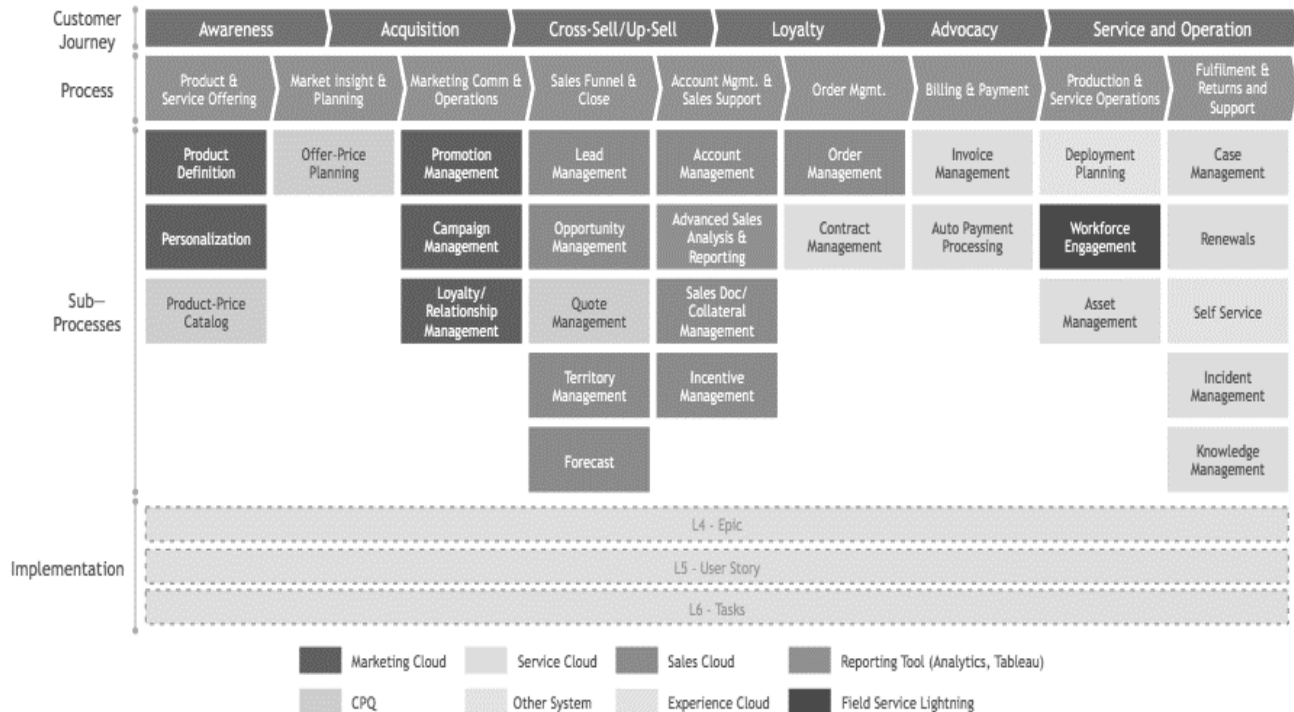 Customer
Journey
Awareness
Acquisition
Cross-Sell/Up-Sell
Loyalty
Advocacy
Service and Operation
Process
Product &
Service Offering
Market insight &
Planning
Marketing Comm &
Operations
Sales Funnel &
Close
Account Mgmt. &
Sales Support
Order Mgmt.
Billing & Payment
Production &
Service Operations
Fulfilment &
Returns and
Support
Sub—
Processes
Product
Definition
Offer-Price
Planning
Promotion
Management
Lead
Management
Account
Management
Order
Management
Invoice
Management
Deployment
Planning
Case
Management
Personalization
Campaign
Management
Opportunity
Management
Advanced Sales
Analysis &
Reporting
Contract
Management
Auto Payment
Processing
Workforce
Engagement
Renewals
Product-Price
Catalog
Loyalty/
Relationship
Management
Quote
Management
Sales Doc/
Collateral
Management
Asset
Management
Self Service
Territory
Management
Incentive
Management
Incident
Management
Forecast
Knowledge
Management
Implementation
L4 - Epic
L5 - User Story
L6 - Tasks
Marketing Cloud
Service Cloud
Sales Cloud
Reporting Tool (Analytics, Tableau)
CPQ
Other System
Experience Cloud
Field Service Lightning